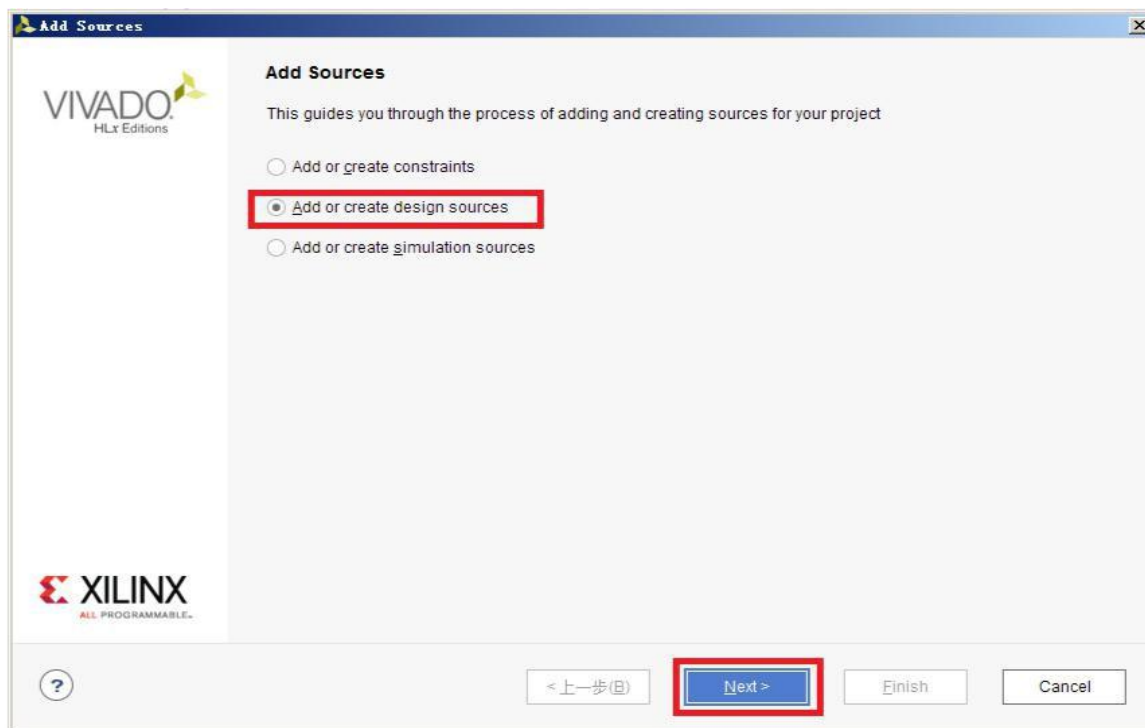 Add Sources
VIVADO.
HLx Editions
Add Sources
This guides you through the process of adding and creating sources for your project
Add or create constraints
Add or create design sources
Add or create simulation sources
XILINX
ALL PROGRAMMABLE.
?
<上一步(B)
Next >
Finish
Cancel